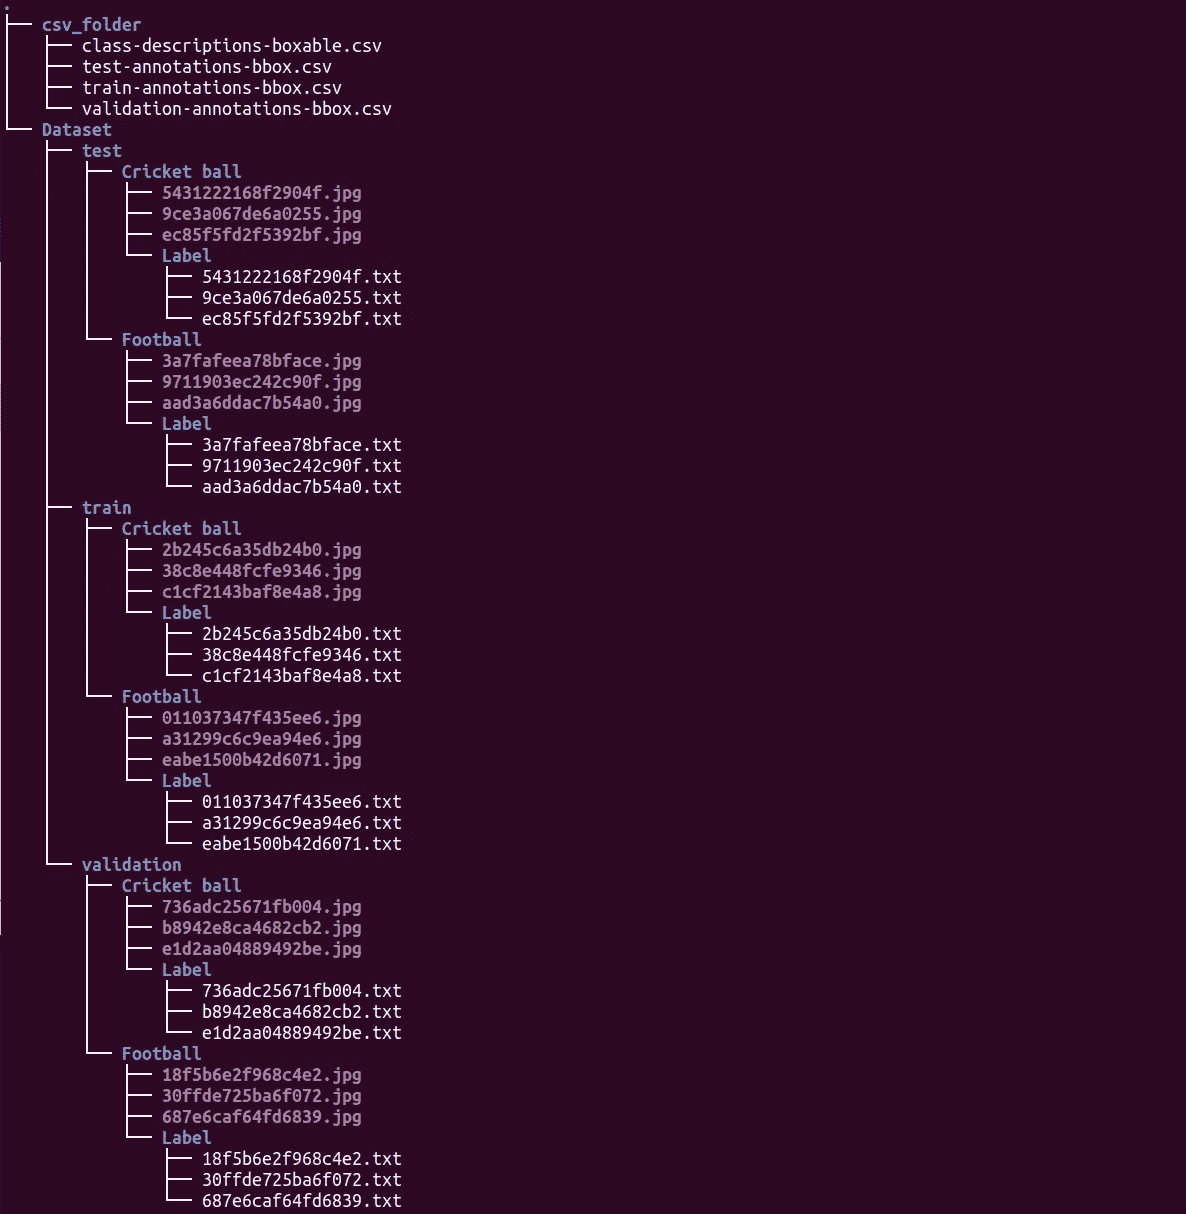 .
csv_folder
class-descriptions-boxable.csv
test-annotations-bbox.csv
train-annotations-bbox.csv
validation-annotations-bbox.csv
Dataset
test
Cricket ball
5431222168f2904f.jpg
9ce3a067de6a0255.jpg
ec85f5fd2f5392bf.jpg
Label
5431222168f2904f.txt
9ce3a067de6a0255.txt
ec85f5fd2f5392bf.txt
Football
3a7fafeea78bface.jpg
9711903ec242c90f.jpg
aad3a6ddac7b54a0.jpg
Label
3a7fafeea78bface.txt
9711903ec242c90f.txt
aad3a6ddac7b54a0.txt
train
Cricket ball
2b245c6a35db24b0.jpg
38c8e448fcfe9346.jpg
c1cf2143baf8e4a8.jpg
Label
2b245c6a35db24b0.txt
38c8e448fcfe9346.txt
c1cf2143baf8e4a8.txt
Football
011037347f435ee6.jpg
a31299c6c9ea94e6.jpg
eabe1500b42d6071.jpg
Label
011037347f435ee6.txt
a31299c6c9ea94e6.txt
eabe1500b42d6071.txt
validation
Cricket ball
736adc25671fb004.jpg
b8942e8ca4682cb2.jpg
e1d2aa04889492be.jpg
Label
736adc25671fb004.txt
b8942e8ca4682cb2.txt
e1d2aa04889492be.txt
Football
18f5b6e2f968c4e2.jpg
30ffde725ba6f072.jpg
687e6caf64fd6839.jpg
Label
18f5b6e2f968c4e2.txt
30ffde725ba6f072.txt
687e6caf64fd6839.txt